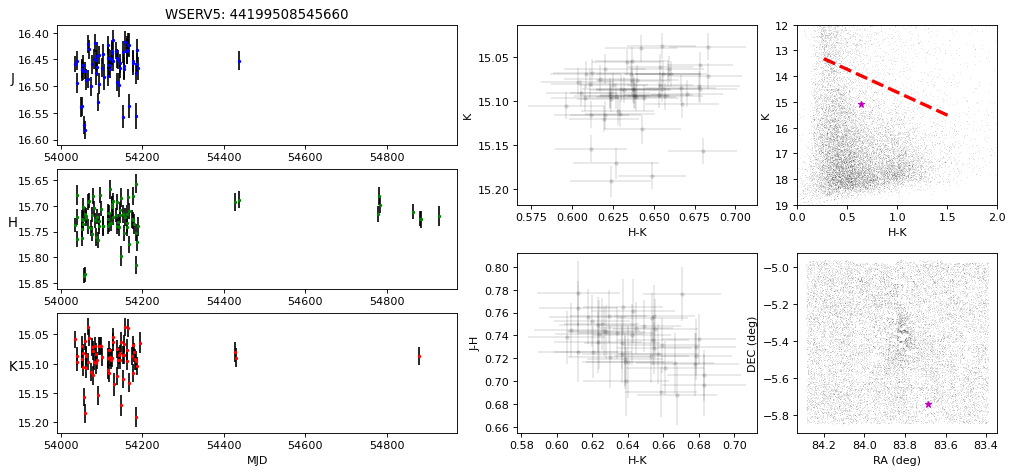 WSERV5: 44199508545660
J
16.40
16.45
16.50
16.55
16.60
54000 54200 54400 54600 54800
H
15.65
15.70
15.75
15.80
15.85
54000 54200 54400 54600 54800
K
15.05
15.10
15.15
15.20
54000 54200 54400 54600 54800
MJD
K
15.05
15.10
15.15
15.20
0.575 0.600 0.625 0.650 0.675 0.700
H-K
K
12
13
14
15
16
17
18
19
0.0 0.5 1.0 1.5 2.0
H-K
J-H
0.80
0.78
0.76
0.74
0.72
0.70
0.68
0.66
0.58 0.60 0.62 0.64 0.66 0.68 0.70
H-K
DEC (deg)
−5.0
−5.2
−5.4
−5.6
−5.8
84.2 84.0 83.8 83.6 83.4
RA (deg)